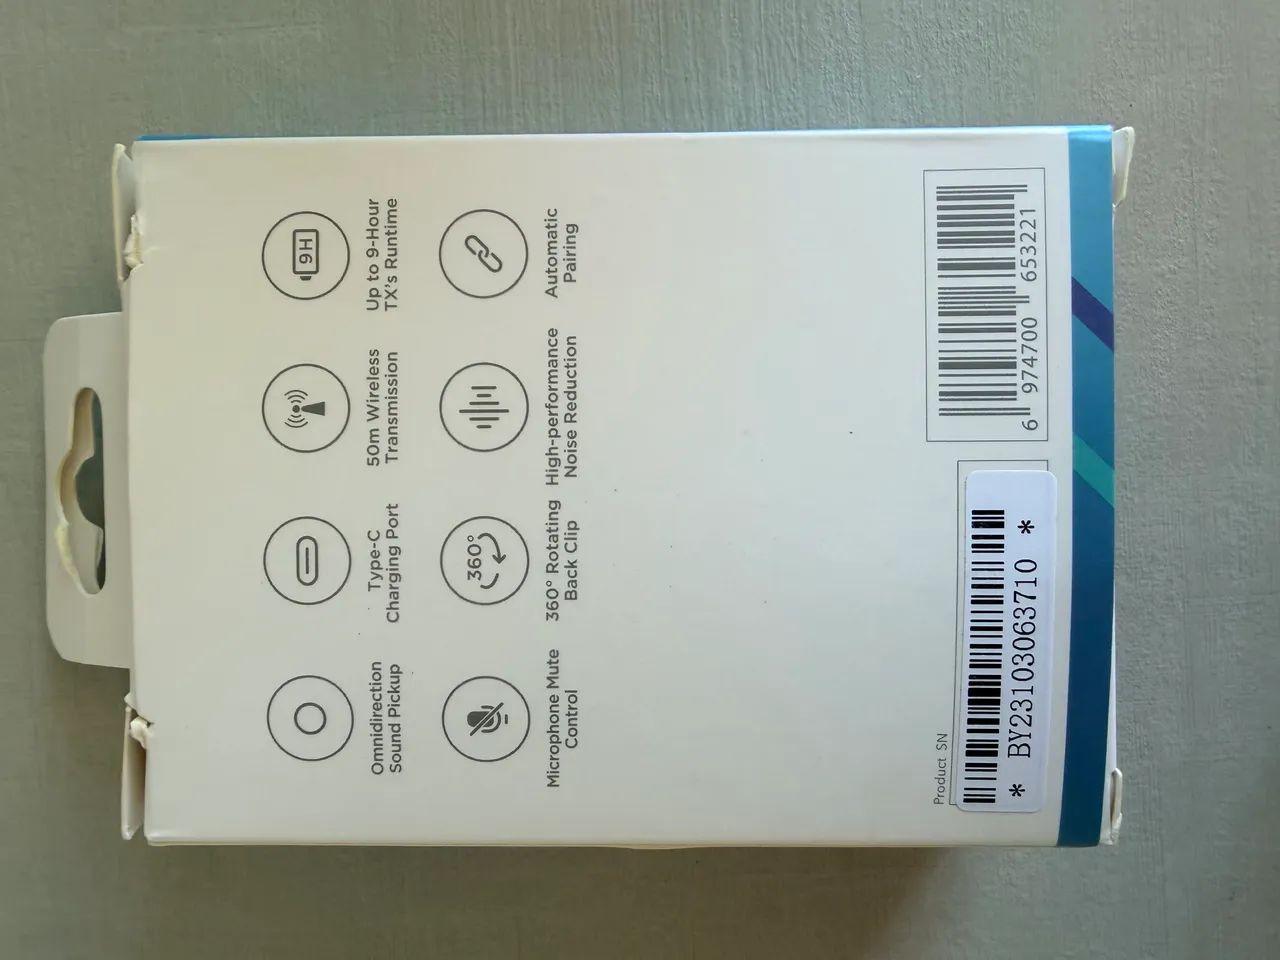 Omnidirection
Sound Pickup
Type-C
Charging Port
50m Wireless
Transmission
9H
Up to 9-Hour
TX's Runtime
Microphone Mute
Control
360°
360° Rotating
Back Clip
High-performance
Noise Reduction
Automatic
Pairing
Product SN
* BY23103063710 *
6 974700 653221